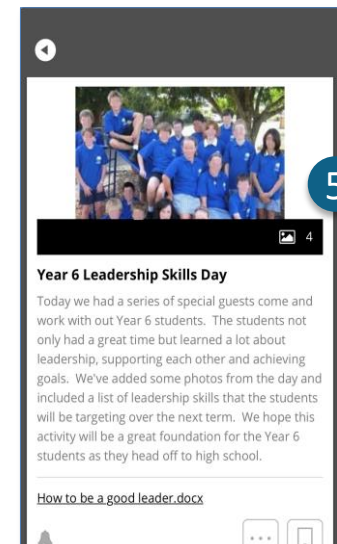 5
4
Year 6 Leadership Skills Day
Today we had a series of special guests come and
work with out Year 6 students. The students not
only had a great time but learned a lot about
leadership, supporting each other and achieving
goals. We've added some photos from the day and
included a list of leadership skills that the students
will be targeting over the next term. We hope this
activity will be a great foundation for the Year 6
students as they head off to high school.
How to be a good leader.docx